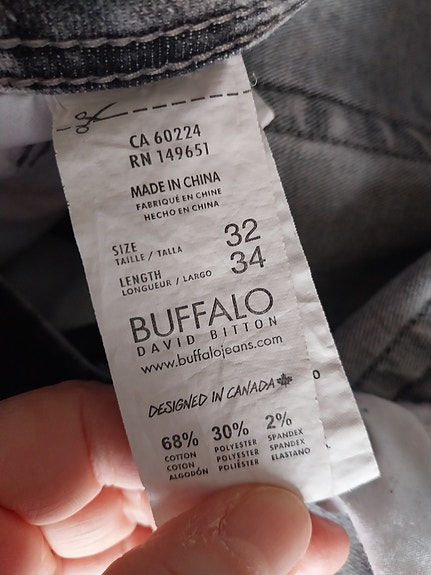 CA 60224
RN 149651
MADE IN CHINA
FABRIQUÉ EN CHINE
HECHO EN CHINA
SIZE 32
TAILLE / TALLA
LENGTH 34
LONGUEUR / LARGO
BUFFALO
DAVID BITTON
www.buffalojeans.com
DESIGNED IN CANADA
68% 30% 2%
COTTON POLYESTER SPANDEX
COTON POLYESTER SPANDEX
ALGODÓN POLIÉSTER ELASTANO